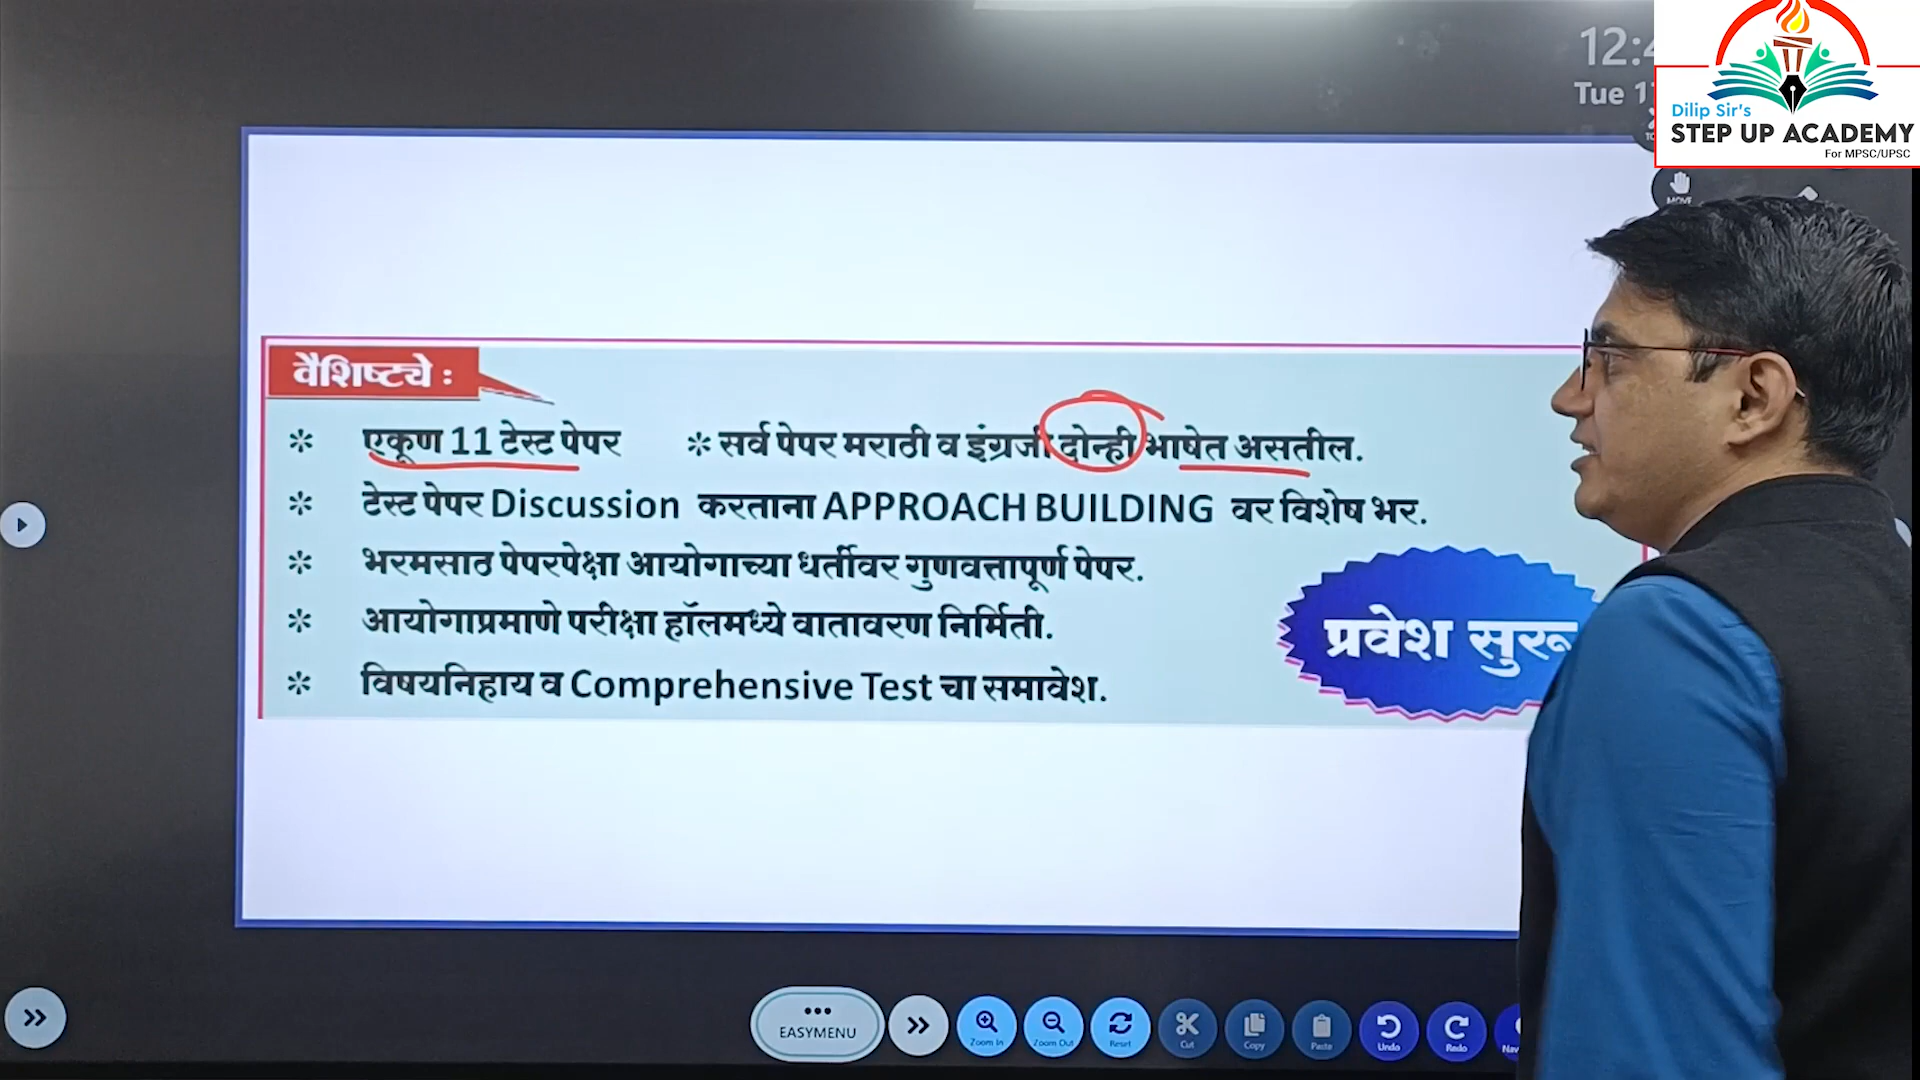 12:4
Tue 1
Dilip Sir's
STEP UP ACADEMY
For MPSC/UPSC
MOVE
वैशिष्ट्ये :
* एकूण 11 टेस्ट पेपर * सर्व पेपर मराठी व इंग्रजी दोन्ही भाषेत असतील.
* टेस्ट पेपर Discussion करताना APPROACH BUILDING वर विशेष भर.
* भरमसाठ पेपरपेक्षा आयोगाच्या धर्तीवर गुणवत्तापूर्ण पेपर.
* आयोगाप्रमाणे परीक्षा हॉलमध्ये वातावरण निर्मिती.
* विषयनिहाय व Comprehensive Test चा समावेश.
प्रवेश सुरू
EASYMENU
Zoom In Zoom Out Reset Cut Copy Paste Undo Redo